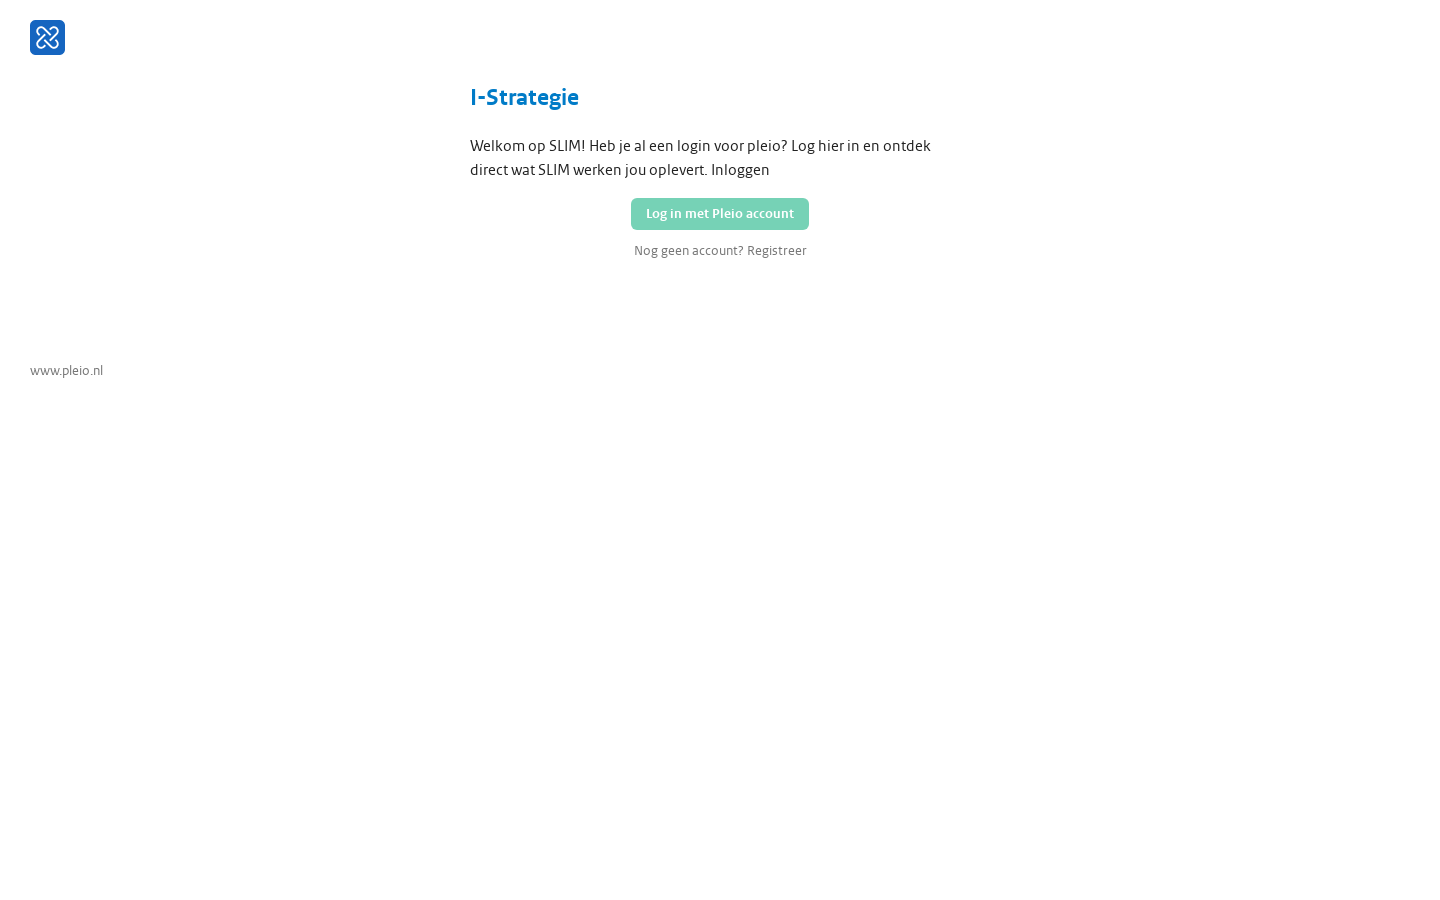 I-Strategie
Welkom op SLIM! Heb je al een login voor pleio? Log hier in en ontdek
direct wat SLIM werken jou oplevert. Inloggen
Log in met Pleio account
Nog geen account? Registreer
www.pleio.nl